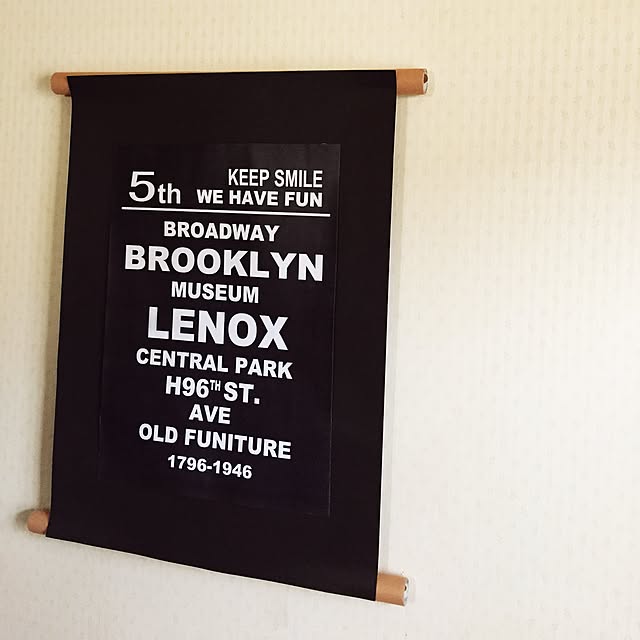 5th KEEP SMILE
WE HAVE FUN
BROADWAY
BROOKLYN
MUSEUM
LENOX
CENTRAL PARK
H96TH ST.
AVE
OLD FUNITURE
1796-1946